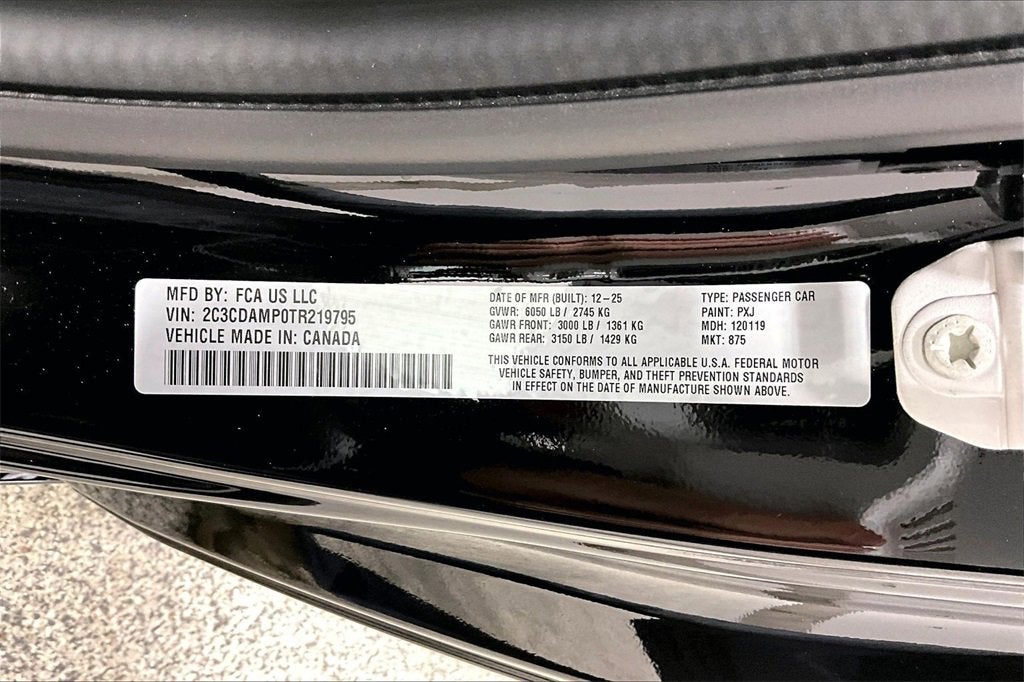 MFD BY: FCA US LLC
VIN: 2C3CDAMP0TR219795
VEHICLE MADE IN: CANADA
DATE OF MFR (BUILT): 12-25
GVWR: 6050 LB / 2745 KG
GAWR FRONT: 3000 LB / 1361 KG
GAWR REAR: 3150 LB / 1429 KG
TYPE: PASSENGER CAR
PAINT: PXJ
MDH: 120119
MKT: 875
THIS VEHICLE CONFORMS TO ALL APPLICABLE U.S.A. FEDERAL MOTOR
VEHICLE SAFETY, BUMPER, AND THEFT PREVENTION STANDARDS
IN EFFECT ON THE DATE OF MANUFACTURE SHOWN ABOVE.